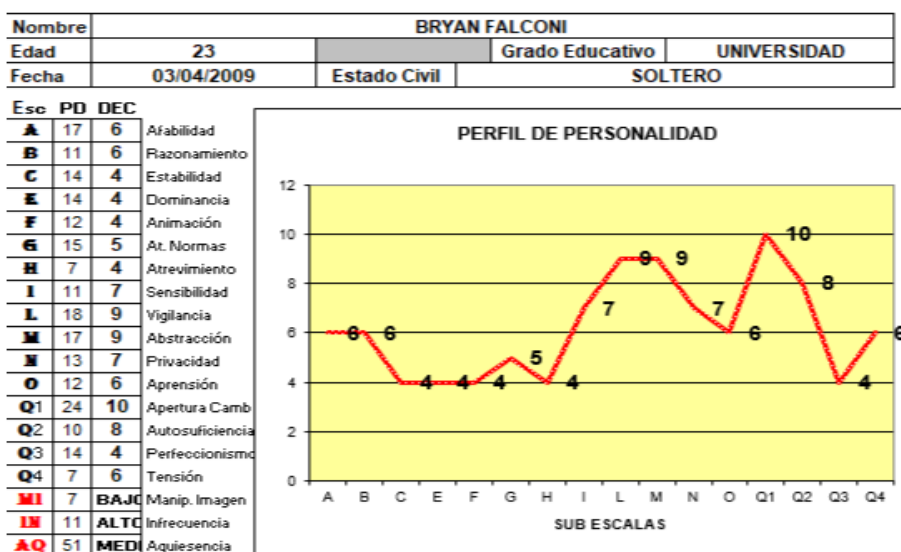 Nombre BRYAN FALCONI
Edad 23 Grado Educativo UNIVERSIDAD
Fecha 03/04/2009 Estado Civil SOLTERO
Esc PD DEC
A 17 6 Afabilidad
B 11 6 Razonamiento
C 14 4 Estabilidad
E 14 4 Dominancia
F 12 4 Animación
G 15 5 At. Normas
H 7 4 Atrevimiento
I 11 7 Sensibilidad
L 18 9 Vigilancia
M 17 9 Abstracción
N 13 7 Privacidad
O 12 6 Aprensión
Q1 24 10 Apertura Camb
Q2 10 8 Autosuficiencia
Q3 14 4 Perfeccionismo
Q4 7 6 Tensión
MI 7 BAJO Manip. Imagen
IN 11 ALTO Infrecuencia
AQ 51 MEDI Aquiesencia
PERFIL DE PERSONALIDAD
12
10
8
6
4
2
0
6 6 4 4 4 5 4 7 9 9 7 6 10 8 4 6
A B C E F G H I L M N O Q1 Q2 Q3 Q4
SUB ESCALAS